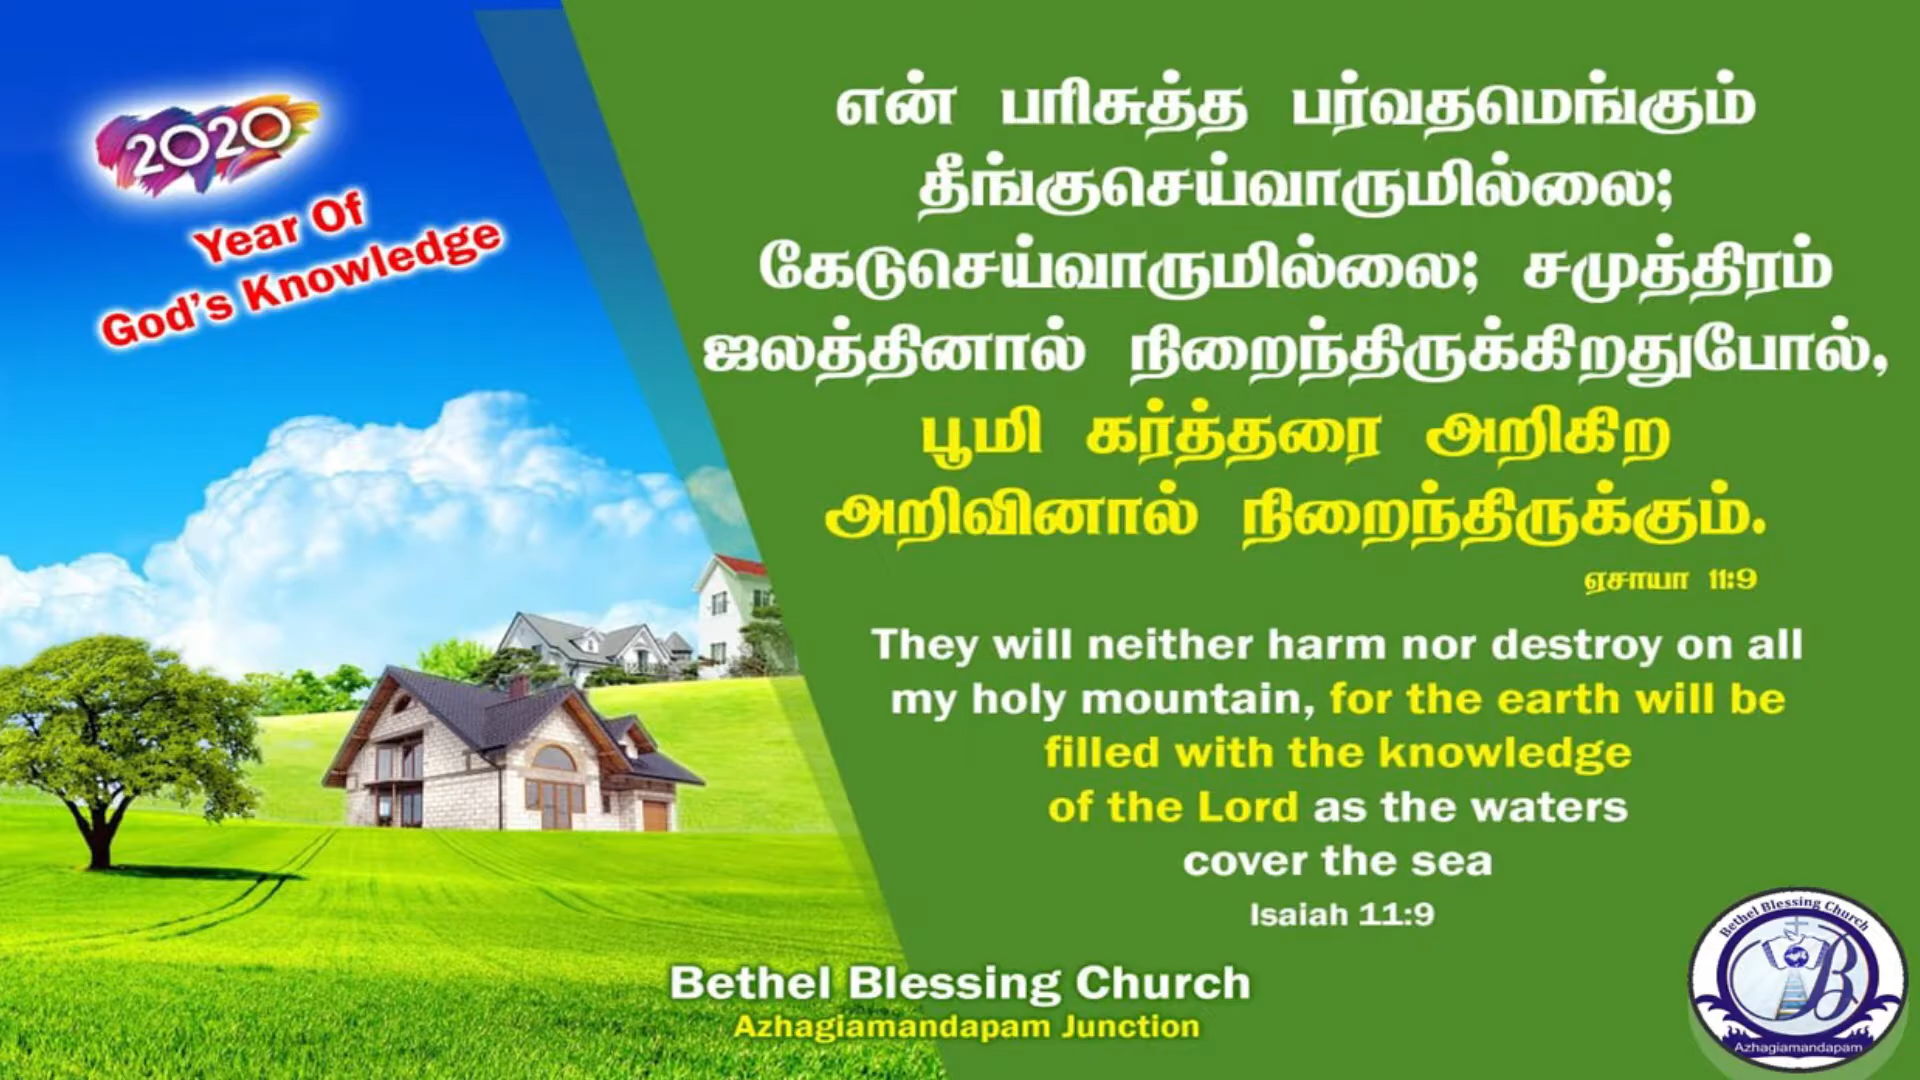 2020
Year Of
God's Knowledge
என் பரிசுத்த பர்வதமெங்கும்
தீங்குசெய்வாருமில்லை;
கேடுசெய்வாருமில்லை; சமுத்திரம்
ஜலத்தினால் நிறைந்திருக்கிறதுபோல்,
பூமி கர்த்தரை அறிகிற
அறிவினால் நிறைந்திருக்கும்.
ஏசாயா 11:9
They will neither harm nor destroy on all
my holy mountain, for the earth will be
filled with the knowledge
of the Lord as the waters
cover the sea
Isaiah 11:9
Bethel Blessing Church
Azhagiamandapam Junction
Bethel Blessing Church
B
Azhagiamandapam